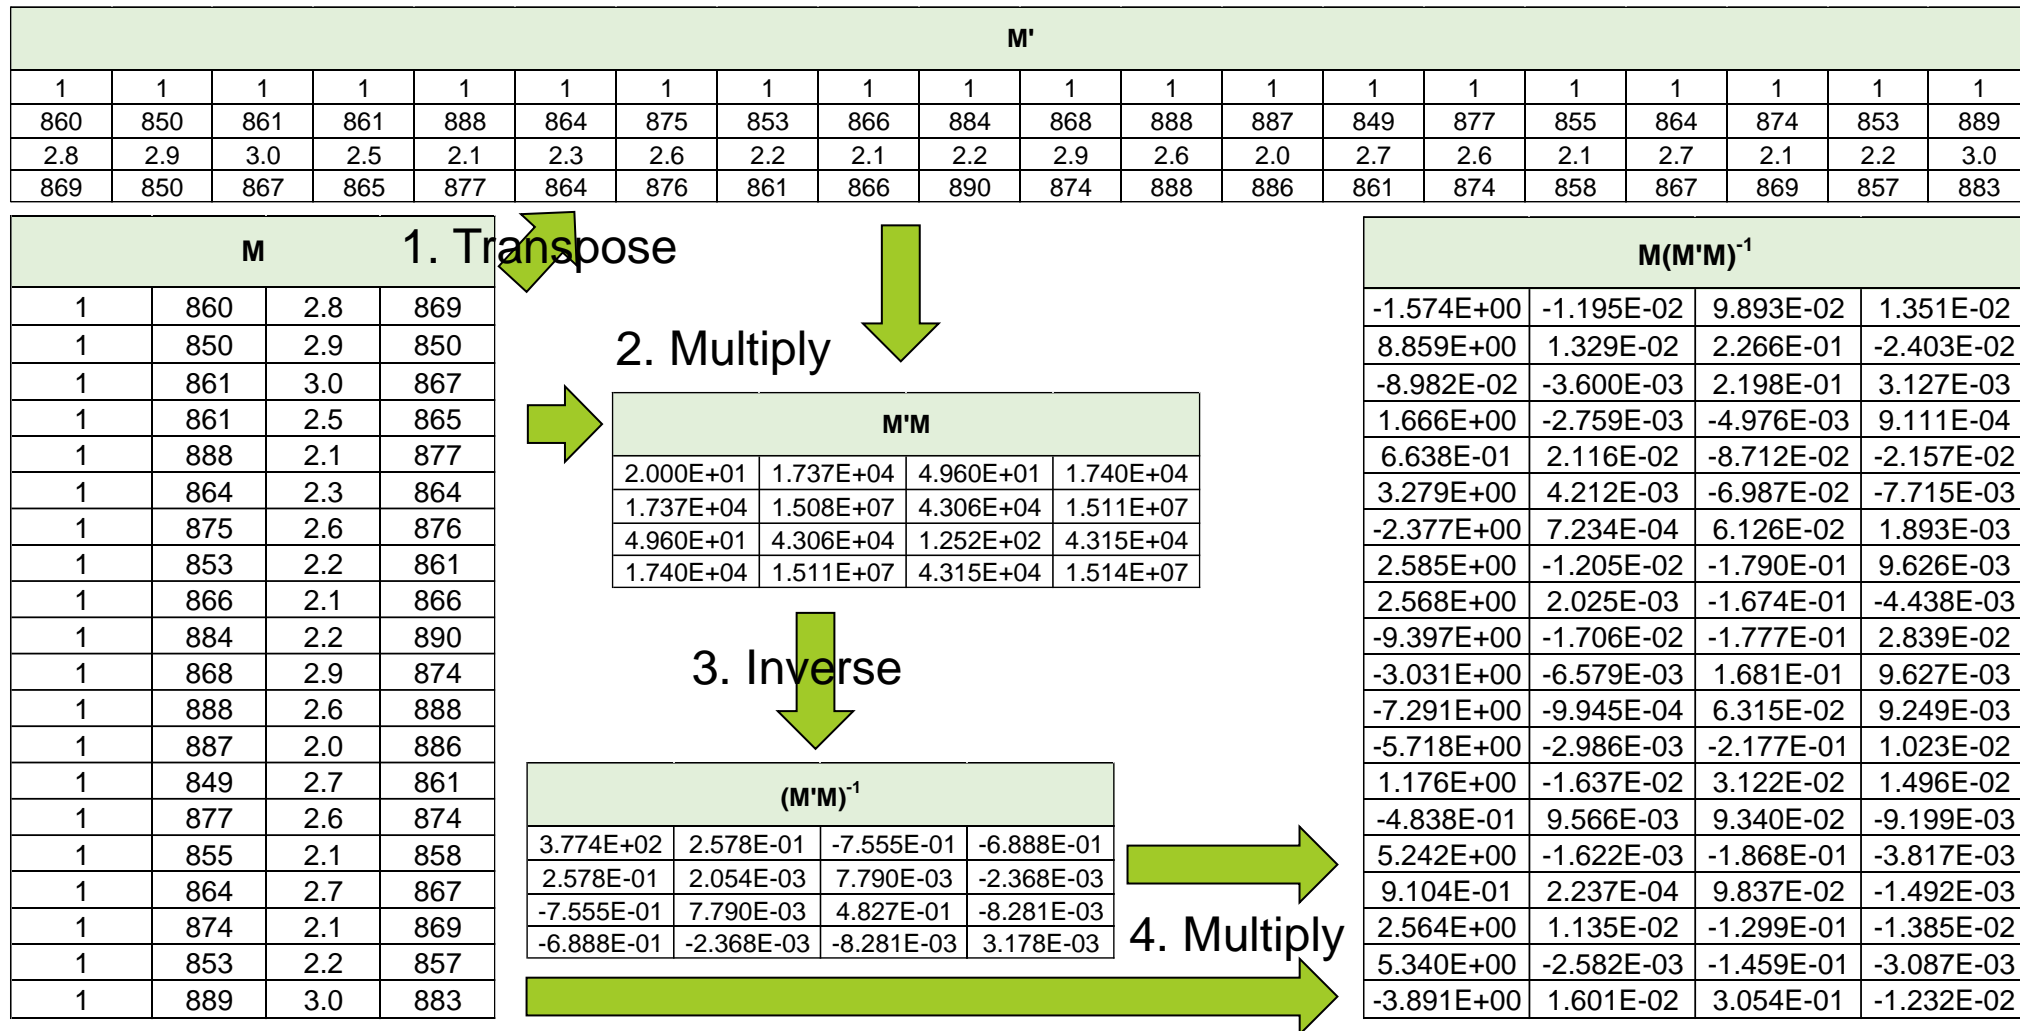 M'
1 1 1 1 1 1 1 1 1 1 1 1 1 1 1 1 1 1 1 1
860 850 861 861 888 864 875 853 866 884 868 888 887 849 877 855 864 874 853 889
2.8 2.9 3.0 2.5 2.1 2.3 2.6 2.2 2.1 2.2 2.9 2.6 2.0 2.7 2.6 2.1 2.7 2.1 2.2 3.0
869 850 867 865 877 864 876 861 866 890 874 888 886 861 874 858 867 869 857 883
M
1 860 2.8 869
1 850 2.9 850
1 861 3.0 867
1 861 2.5 865
1 888 2.1 877
1 864 2.3 864
1 875 2.6 876
1 853 2.2 861
1 866 2.1 866
1 884 2.2 890
1 868 2.9 874
1 888 2.6 888
1 887 2.0 886
1 849 2.7 861
1 877 2.6 874
1 855 2.1 858
1 864 2.7 867
1 874 2.1 869
1 853 2.2 857
1 889 3.0 883
1. Transpose
2. Multiply
M'M
2.000E+01 1.737E+04 4.960E+01 1.740E+04
1.737E+04 1.508E+07 4.306E+04 1.511E+07
4.960E+01 4.306E+04 1.252E+02 4.315E+04
1.740E+04 1.511E+07 4.315E+04 1.514E+07
3. Inverse
(M'M)-1
3.774E+02 2.578E-01 -7.555E-01 -6.888E-01
2.578E-01 2.054E-03 7.790E-03 -2.368E-03
-7.555E-01 7.790E-03 4.827E-01 -8.281E-03
-6.888E-01 -2.368E-03 -8.281E-03 3.178E-03
4. Multiply
M(M'M)-1
-1.574E+00 -1.195E-02 9.893E-02 1.351E-02
8.859E+00 1.329E-02 2.266E-01 -2.403E-02
-8.982E-02 -3.600E-03 2.198E-01 3.127E-03
1.666E+00 -2.759E-03 -4.976E-03 9.111E-04
6.638E-01 2.116E-02 -8.712E-02 -2.157E-02
3.279E+00 4.212E-03 -6.987E-02 -7.715E-03
-2.377E+00 7.234E-04 6.126E-02 1.893E-03
2.585E+00 -1.205E-02 -1.790E-01 9.626E-03
2.568E+00 2.025E-03 -1.674E-01 -4.438E-03
-9.397E+00 -1.706E-02 -1.777E-01 2.839E-02
-3.031E+00 -6.579E-03 1.681E-01 9.627E-03
-7.291E+00 -9.945E-04 6.315E-02 9.249E-03
-5.718E+00 -2.986E-03 -2.177E-01 1.023E-02
1.176E+00 -1.637E-02 3.122E-02 1.496E-02
-4.838E-01 9.566E-03 9.340E-02 -9.199E-03
5.242E+00 -1.622E-03 -1.868E-01 -3.817E-03
9.104E-01 2.237E-04 9.837E-02 -1.492E-03
2.564E+00 1.135E-02 -1.299E-01 -1.385E-02
5.340E+00 -2.582E-03 -1.459E-01 -3.087E-03
-3.891E+00 1.601E-02 3.054E-01 -1.232E-02